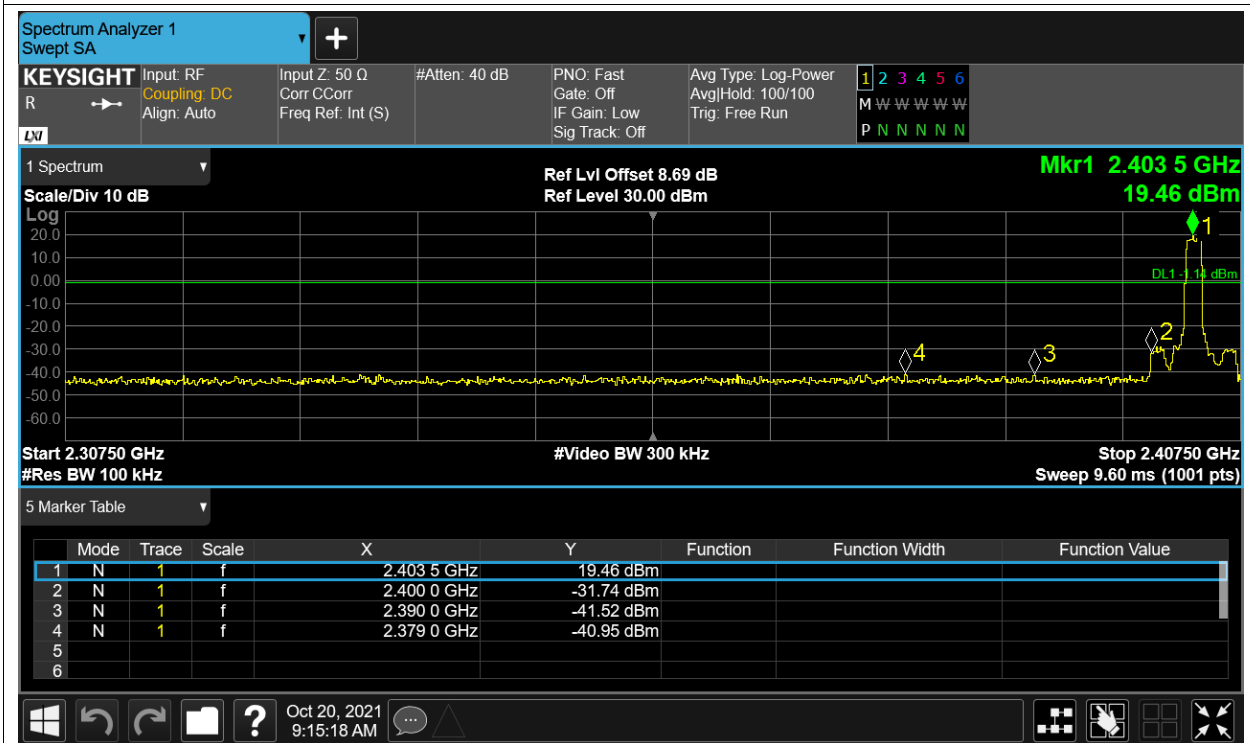 Spectrum Analyzer 1
Swept SA
+
KEYSIGHT Input: RF Input Z: 50 Ω #Atten: 40 dB PNO: Fast Avg Type: Log-Power 1 2 3 4 5 6
R Coupling: DC Corr CCorr Gate: Off Avg|Hold: 100/100 M W W W W W
Align: Auto Freq Ref: Int (S) IF Gain: Low Trig: Free Run
LXI Sig Track: Off P N N N N N
1 Spectrum Ref Lvl Offset 8.69 dB Mkr1 2.403 5 GHz
Scale/Div 10 dB Ref Level 30.00 dBm 19.46 dBm
Log
1
20.0
10.0
0.00 DL1 -1.14 dBm
-10.0
-20.0
2
-30.0
4 3
-40.0
-50.0
-60.0
Start 2.30750 GHz #Video BW 300 kHz Stop 2.40750 GHz
#Res BW 100 kHz Sweep 9.60 ms (1001 pts)
5 Marker Table
Mode Trace Scale X Y Function Function Width Function Value
1 N 1 f 2.403 5 GHz 19.46 dBm
2 N 1 f 2.400 0 GHz -31.74 dBm
3 N 1 f 2.390 0 GHz -41.52 dBm
4 N 1 f 2.379 0 GHz -40.95 dBm
5
6
? Oct 20, 2021
9:15:18 AM